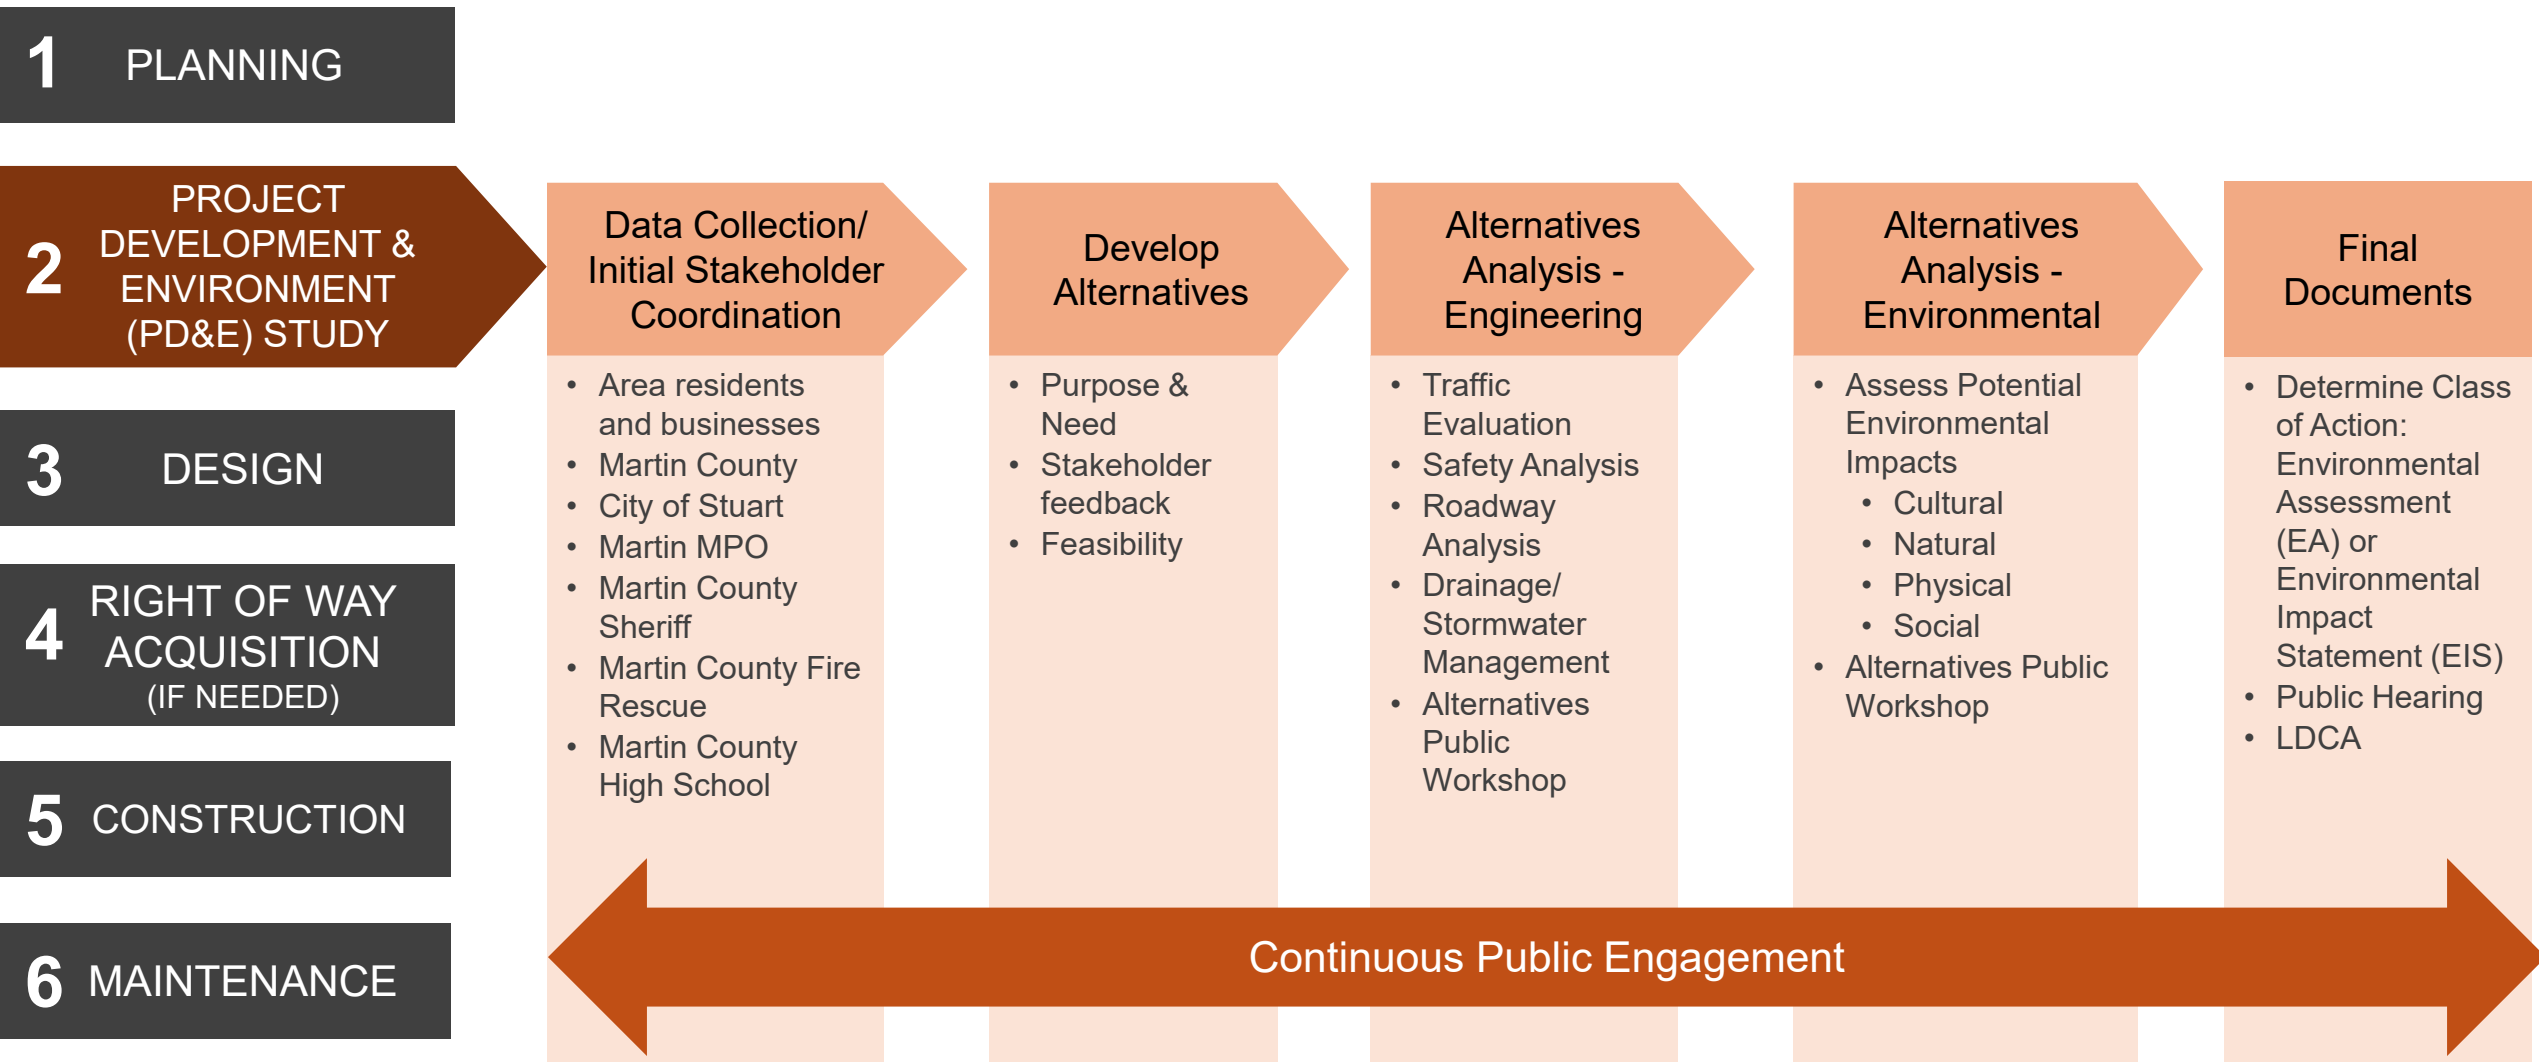 1 PLANNING
2 PROJECT
DEVELOPMENT &
ENVIRONMENT
(PD&E) STUDY
3 DESIGN
4 RIGHT OF WAY
ACQUISITION
(IF NEEDED)
5 CONSTRUCTION
6 MAINTENANCE
Data Collection/
Initial Stakeholder
Coordination
• Area residents
and businesses
• Martin County
• City of Stuart
• Martin MPO
• Martin County
Sheriff
• Martin County Fire
Rescue
• Martin County
High School
Develop
Alternatives
• Purpose &
Need
• Stakeholder
feedback
• Feasibility
Alternatives
Analysis -
Engineering
• Traffic
Evaluation
• Safety Analysis
• Roadway
Analysis
• Drainage/
Stormwater
Management
• Alternatives
Public
Workshop
Alternatives
Analysis -
Environmental
• Assess Potential
Environmental
Impacts
• Cultural
• Natural
• Physical
• Social
• Alternatives Public
Workshop
Final
Documents
• Determine Class
of Action:
Environmental
Assessment
(EA) or
Environmental
Impact
Statement (EIS)
• Public Hearing
• LDCA
Continuous Public Engagement